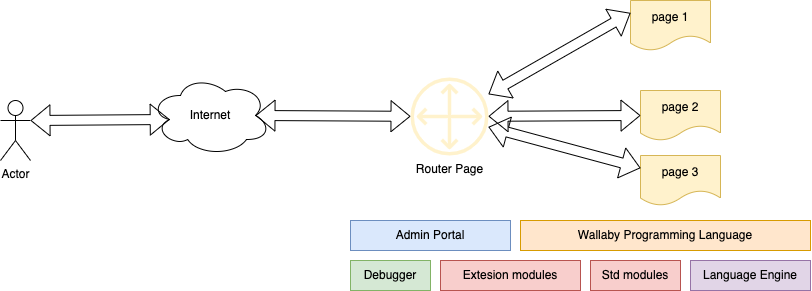 page 1
Internet
page 2
Actor
Router Page
page 3
Admin Portal
Wallaby Programming Language
Debugger
Extesion modules
Std modules
Language Engine